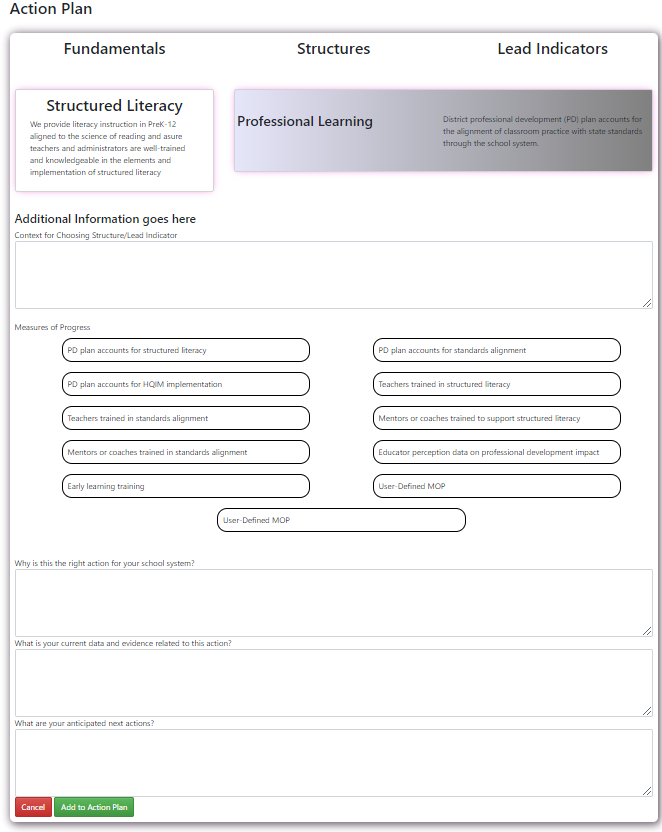 Action Plan
Fundamentals
Structures
Lead Indicators
Structured Literacy
We provide literacy instruction in PreK-12
aligned to the science of reading and asure
teachers and administrators are well-trained
and knowledgeable in the elements and
implementation of structured literacy
Professional Learning
District professional development (PD) plan accounts for
the alignment of classroom practice with state standards
through the school system.
Additional Information goes here
Context for Choosing Structure/Lead Indicator
Measures of Progress
PD plan accounts for structured literacy
PD plan accounts for standards alignment
PD plan accounts for HQIM implementation
Teachers trained in structured literacy
Teachers trained in standards alignment
Mentors or coaches trained to support structured literacy
Mentors or coaches trained in standards alignment
Educator perception data on professional development impact
Early learning training
User-Defined MOP
User-Defined MOP
Why is this the right action for your school system?
What is your current data and evidence related to this action?
What are your anticipated next actions?
Cancel
Add to Action Plan